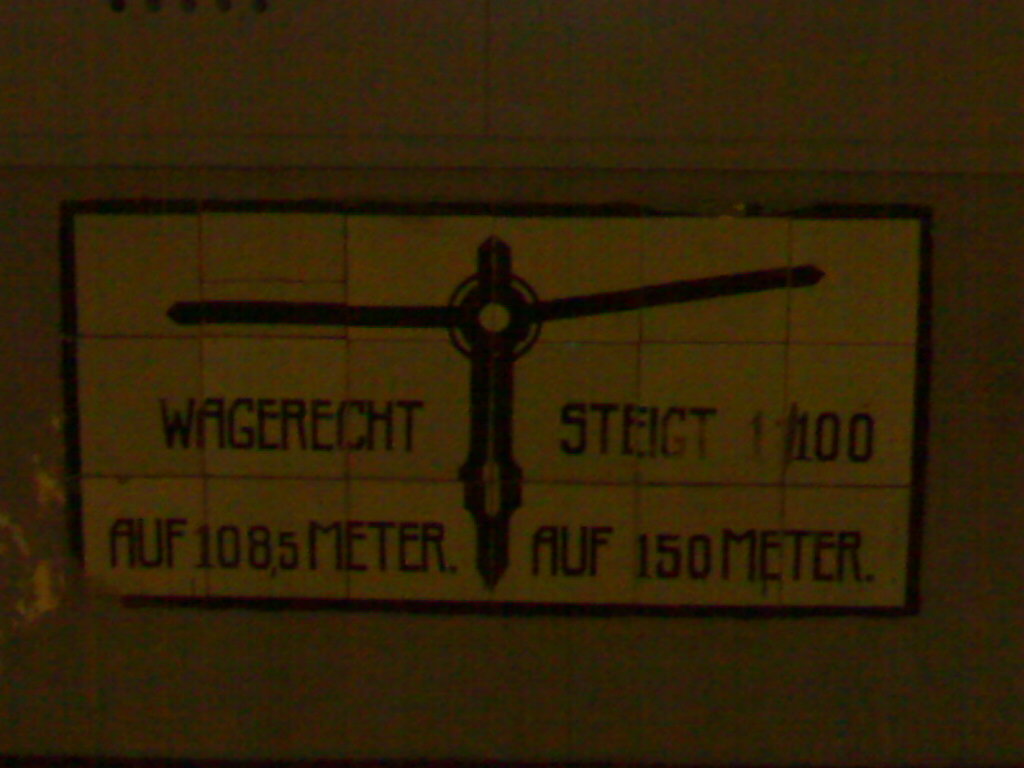 WAGERECHT
AUF 108,5 METER.
STEIGT 1:100
AUF 150 METER.